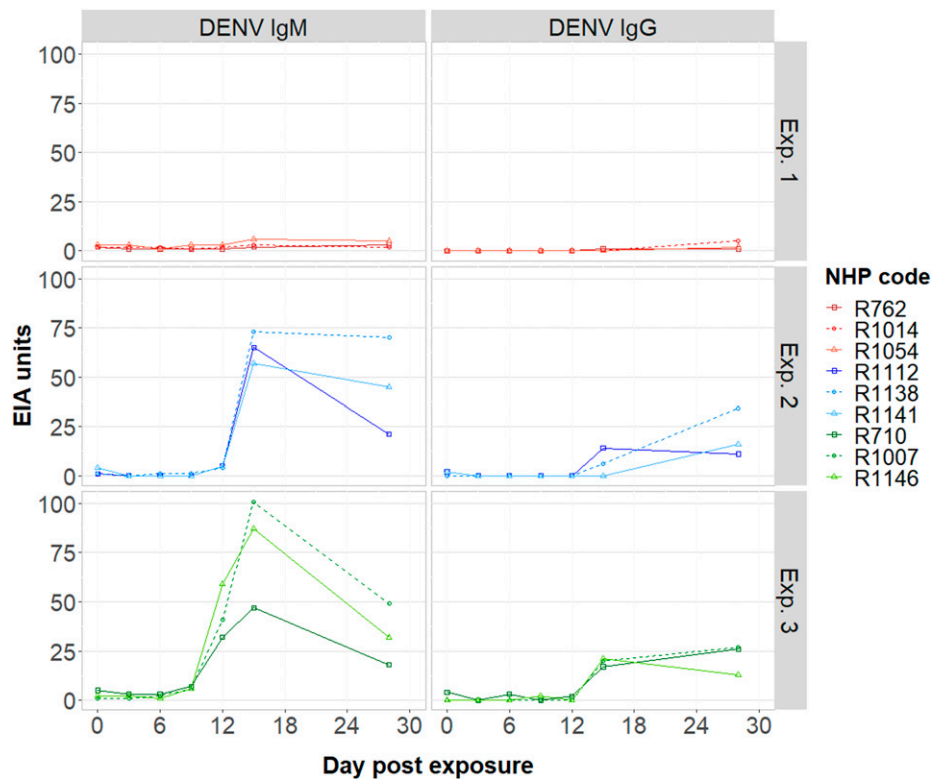 DENV IgM DENV IgG
100
75
50
25
0
Exp. 1
100
75
50
25
0
Exp. 2
100
75
50
25
0
Exp. 3
EIA units
0 6 12 18 24 30 0 6 12 18 24 30
Day post exposure
NHP code
R762
R1014
R1054
R1112
R1138
R1141
R710
R1007
R1146